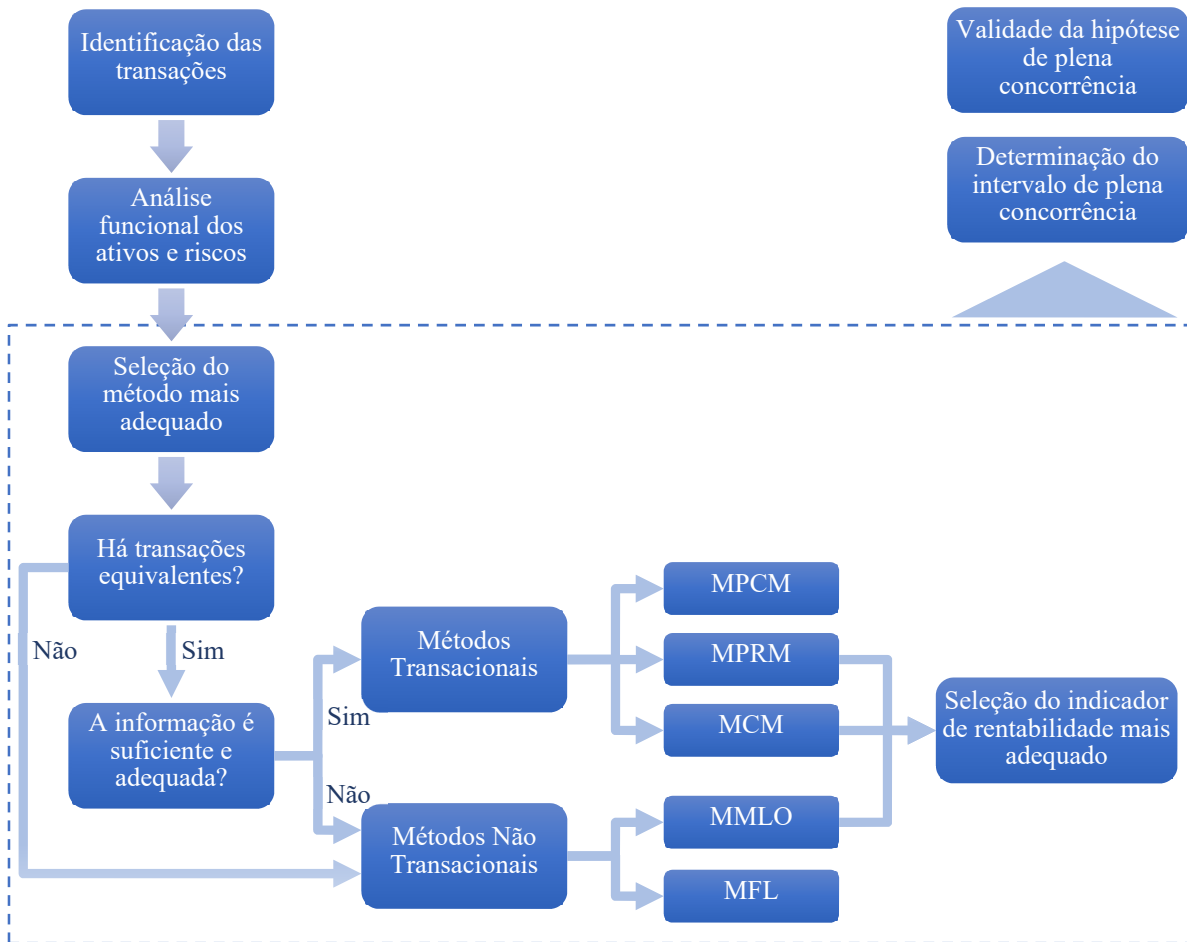 Identificação das
transações
Validade da hipótese
de plena
concorrência
Determinação do
intervalo de plena
concorrência
Análise
funcional dos
ativos e riscos
Seleção do
método mais
adequado
Há transações
equivalentes?
Não
Sim
A informação é
suficiente e
adequada?
Sim
Não
Métodos
Transacionais
Métodos Não
Transacionais
MPCM
MPRM
MCM
MMLO
MFL
Seleção do indicador
de rentabilidade mais
adequado